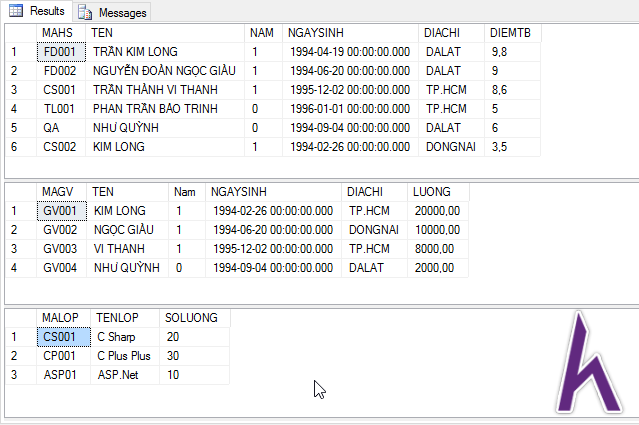 Results Messages
MAHS TEN NAM NGAYSINH DIACHI DIEMTB
1 FD001 TRẦN KIM LONG 1 1994-04-19 00:00:00.000 DALAT 9,8
2 FD002 NGUYỄN ĐOÀN NGỌC GIÀU 1 1994-06-20 00:00:00.000 DALAT 9
3 CS001 TRẦN THÀNH VI THANH 1 1995-12-02 00:00:00.000 TP.HCM 8,6
4 TL001 PHAN TRẦN BẢO TRINH 0 1996-01-01 00:00:00.000 TP.HCM 5
5 QA NHƯ QUỲNH 0 1994-09-04 00:00:00.000 DALAT 6
6 CS002 KIM LONG 1 1994-02-26 00:00:00.000 DONGNAI 3,5
MAGV TEN Nam NGAYSINH DIACHI LUONG
1 GV001 KIM LONG 1 1994-02-26 00:00:00.000 TP.HCM 20000,00
2 GV002 NGỌC GIÀU 1 1994-06-20 00:00:00.000 DONGNAI 10000,00
3 GV003 VI THANH 1 1995-12-02 00:00:00.000 TP.HCM 8000,00
4 GV004 NHƯ QUỲNH 0 1994-09-04 00:00:00.000 DALAT 2000,00
MALOP TENLOP SOLUONG
1 CS001 C Sharp 20
2 CP001 C Plus Plus 30
3 ASP01 ASP.Net 10